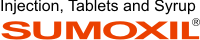 Injection, Tablets and Syrup
SUMOXIL®